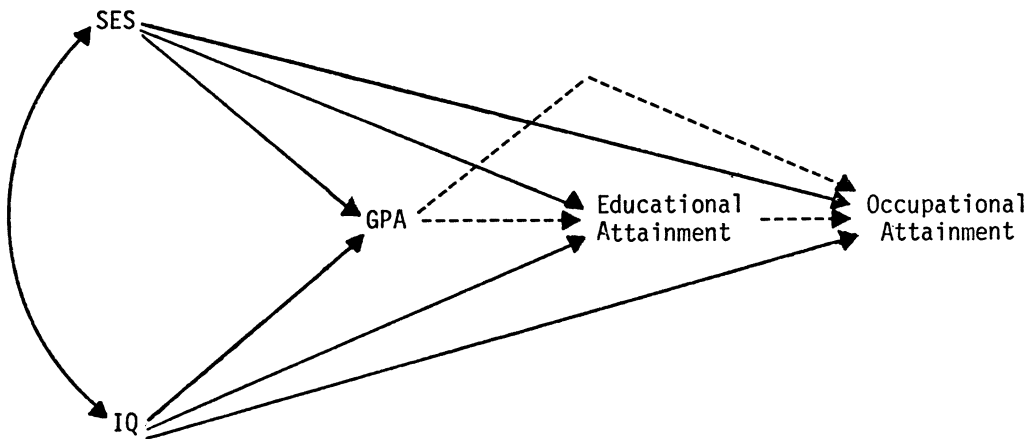 SES
GPA
Educational
Attainment
Occupational
Attainment
IQ